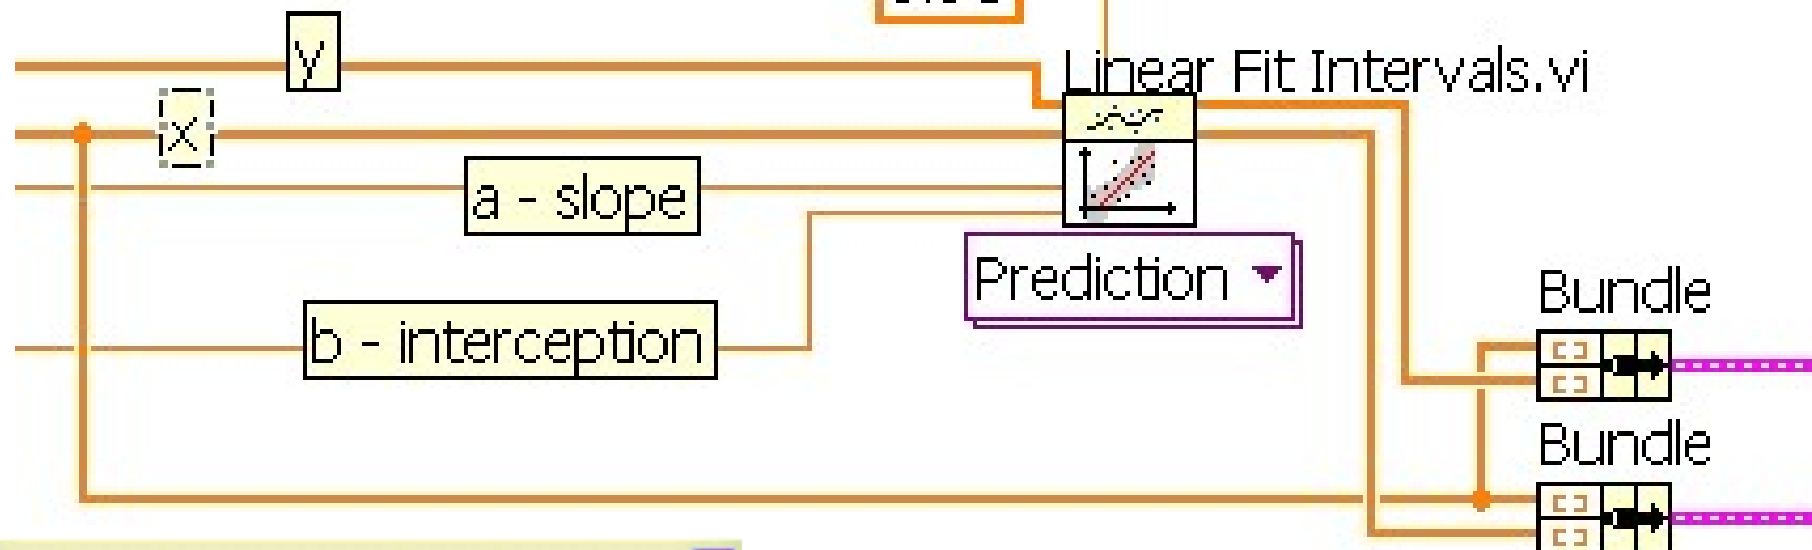 y
Linear Fit Intervals.vi
x
a - slope
Prediction
b - interception
Bundle
Bundle